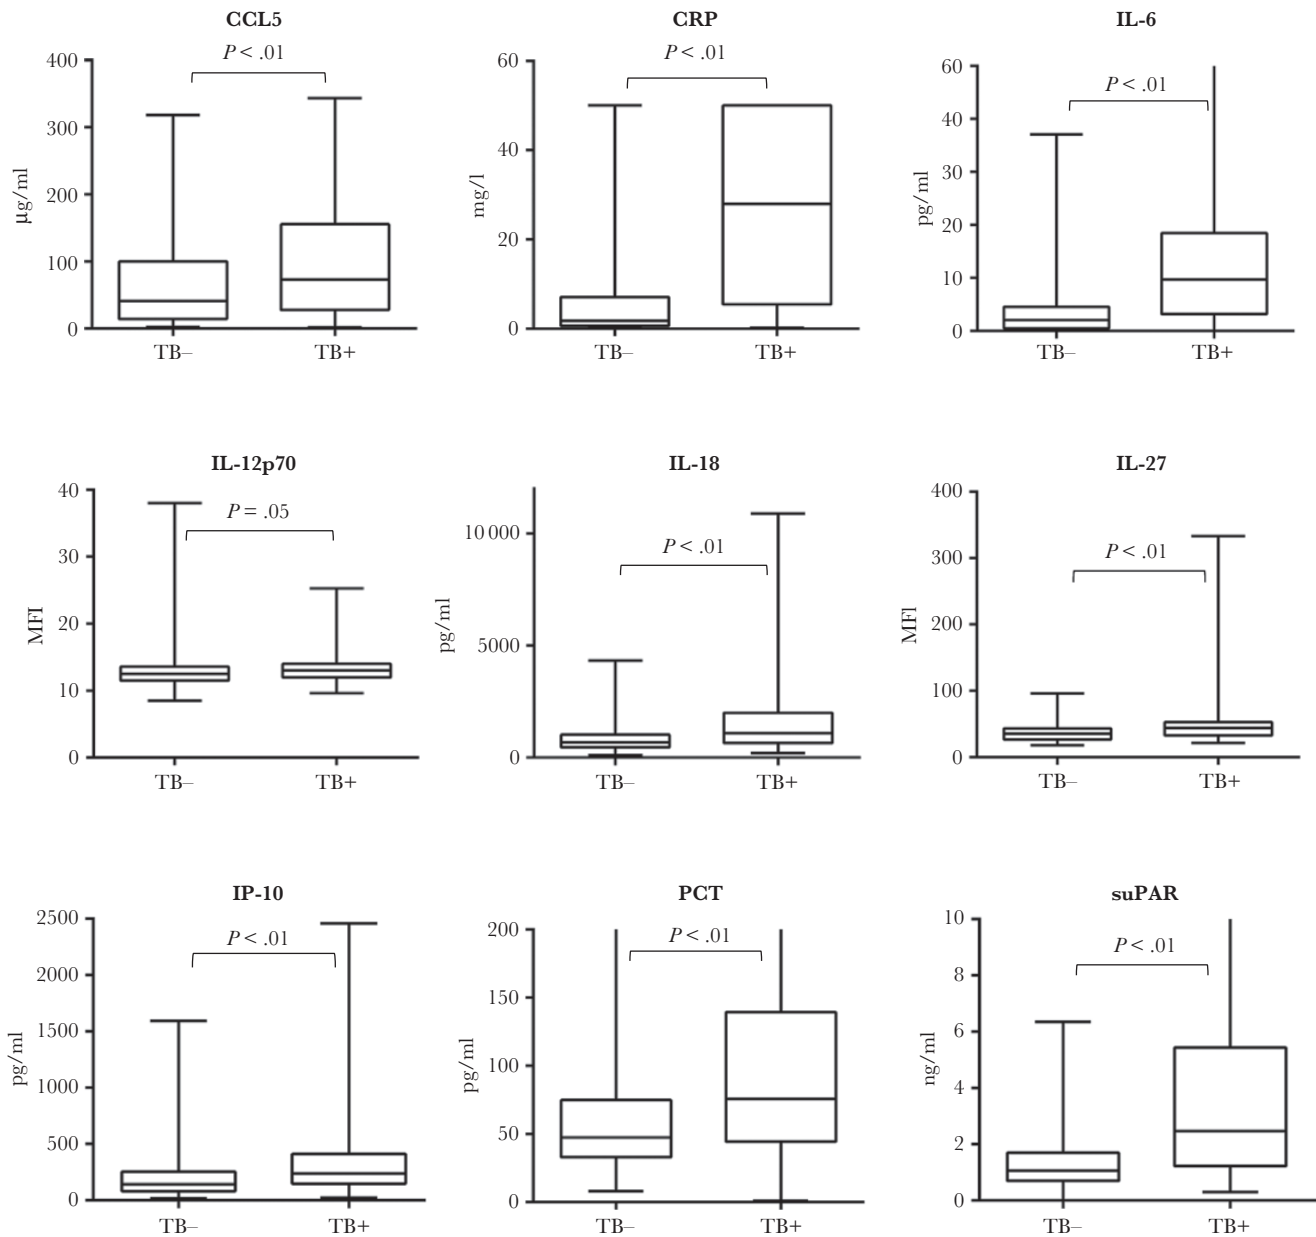 CCL5
P < .01
400
300
200
100
0
µg/ml
TB–
TB+
CRP
P < .01
60
40
20
0
mg/l
TB–
TB+
IL-6
P < .01
60
40
30
20
10
0
pg/ml
TB–
TB+
IL-12p70
P = .05
40
30
20
10
0
MFI
TB–
TB+
IL-18
P < .01
10 000
5000
0
pg/ml
TB–
TB+
IL-27
P < .01
400
300
200
100
0
MFI
TB–
TB+
IP-10
P < .01
2500
2000
1500
1000
500
0
pg/ml
TB–
TB+
PCT
P < .01
200
150
100
50
0
pg/ml
TB–
TB+
suPAR
P < .01
10
8
6
4
2
0
ng/ml
TB–
TB+